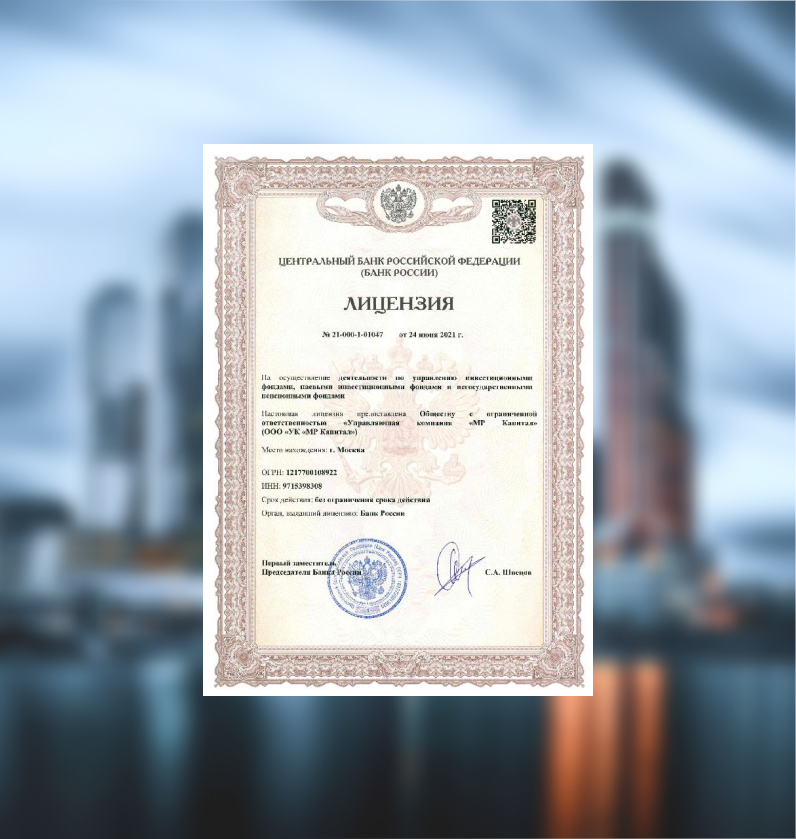 ЦЕНТРАЛЬНЫЙ БАНК РОССИЙСКОЙ ФЕДЕРАЦИИ
(БАНК РОССИИ)
ЛИЦЕНЗИЯ
№ 21-000-1-01047 от 24 июня 2021 г.
На осуществление деятельности по управлению инвестиционными
фондами, паевыми инвестиционными фондами и негосударственными
пенсионными фондами
Настоящая лицензия предоставлена Обществу с ограниченной
ответственностью «Управляющая компания «МР Капитал»
(ООО «УК «МР Капитал»)
Место нахождения: г. Москва
ОГРН: 1217700108922
ИНН: 9715398308
Срок действия: без ограничения срока действия
Орган, выдавший лицензию: Банк России
Первый заместитель
Председателя Банка России
С.А. Швецов